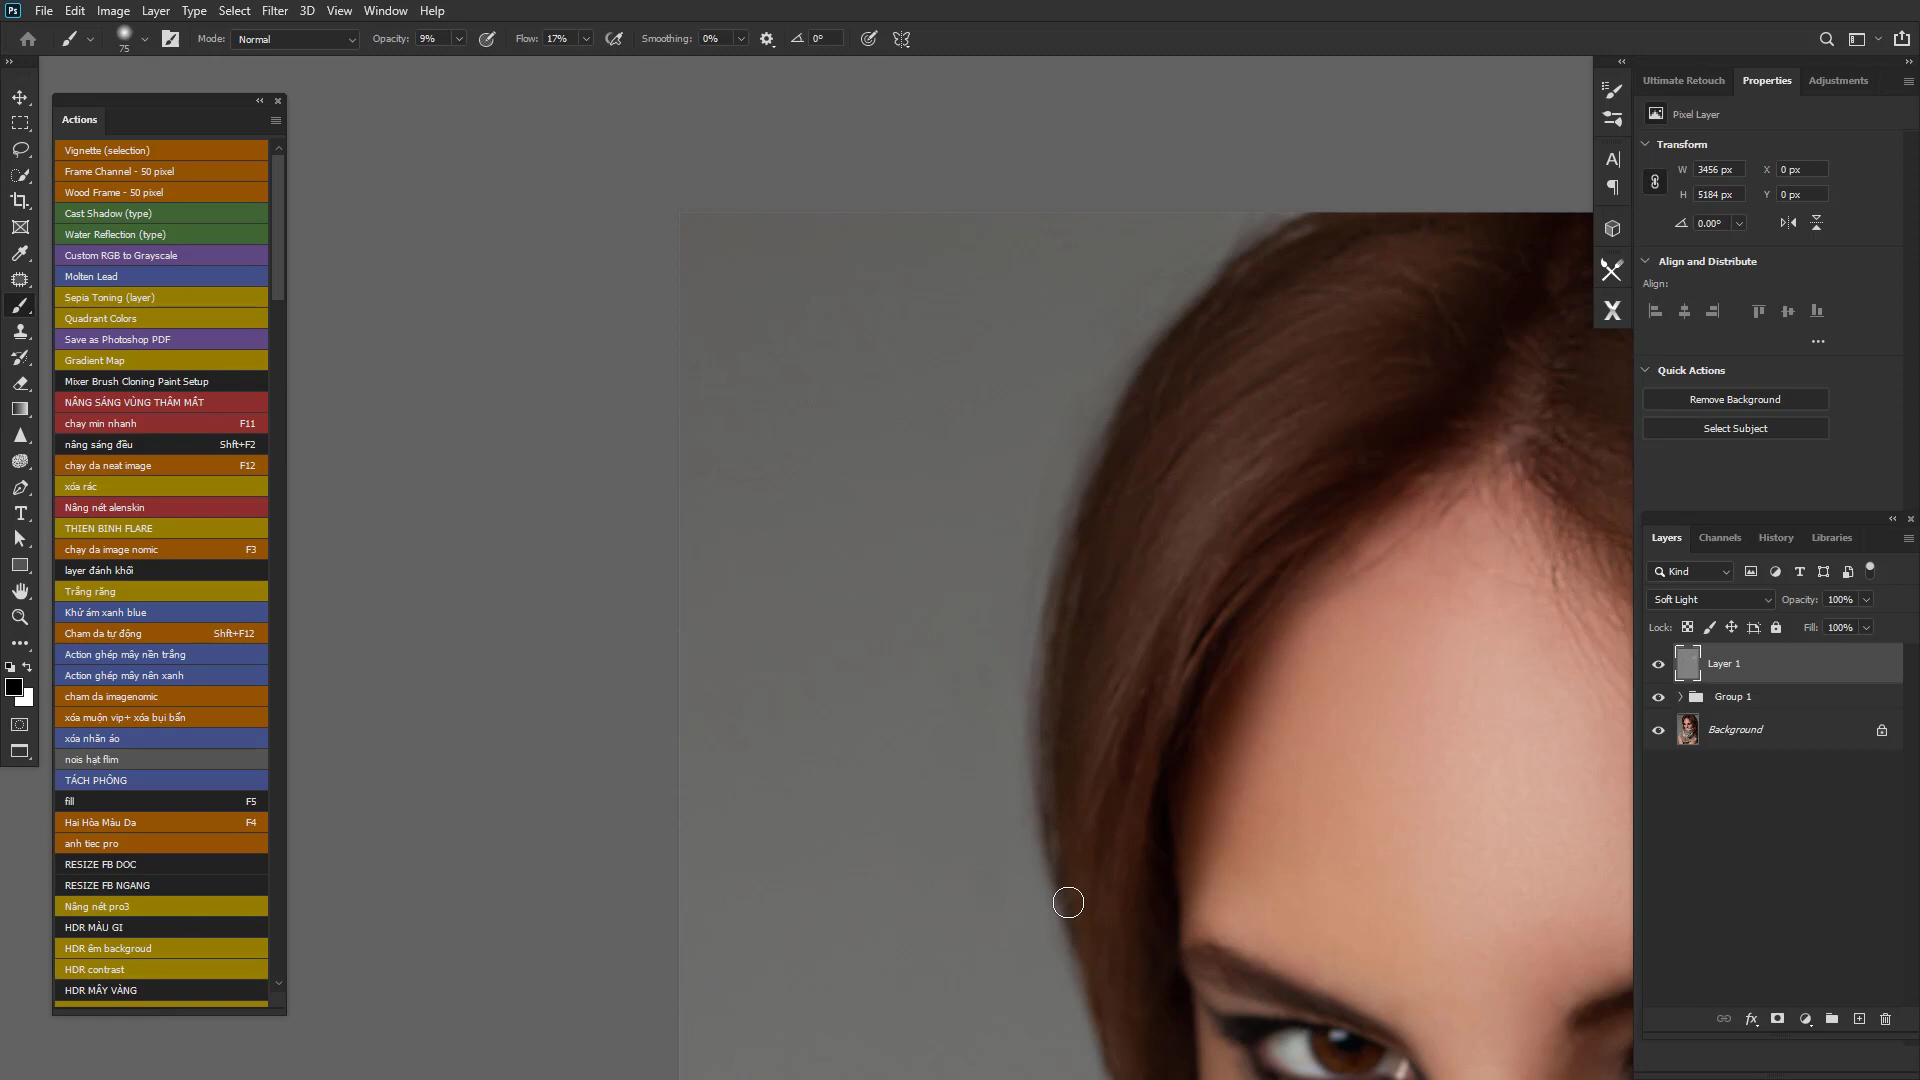 Ps File Edit Image Layer Type Select Filter 3D View Window Help
75 Mode: Normal Opacity: 9% Flow: 17% Smoothing: 0% 0°
Actions
Vignette (selection)
Frame Channel - 50 pixel
Wood Frame - 50 pixel
Cast Shadow (type)
Water Reflection (type)
Custom RGB to Grayscale
Molten Lead
Sepia Toning (layer)
Quadrant Colors
Save as Photoshop PDF
Gradient Map
Mixer Brush Cloning Paint Setup
NÂNG SÁNG VÙNG THÂM MẮT
chay min nhanh F11
nâng sáng đều Shft+F2
chạy da neat image F12
xóa rác
Nâng nét alenskin
THIEN BINH FLARE
chạy da image nomic F3
layer đánh khối
Trắng răng
Khử ám xanh blue
Cham da tự động Shft+F12
Action ghép mây nền trắng
Action ghép mây nên xanh
cham da imagenomic
xóa muộn vip+ xóa bụi bẩn
xóa nhăn áo
nois hạt flim
TÁCH PHÔNG
fill F5
Hai Hòa Màu Da F4
anh tiec pro
RESIZE FB DOC
RESIZE FB NGANG
Nâng nét pro3
HDR MÀU GI
HDR êm backgroud
HDR contrast
HDR MÂY VÀNG
Ultimate Retouch Properties Adjustments
Pixel Layer
Transform
W 3456 px X 0 px
H 5184 px Y 0 px
0.00°
Align and Distribute
Align:
Quick Actions
Remove Background
Select Subject
Layers Channels History Libraries
Kind
Soft Light Opacity: 100%
Lock: Fill: 100%
Layer 1
Group 1
Background